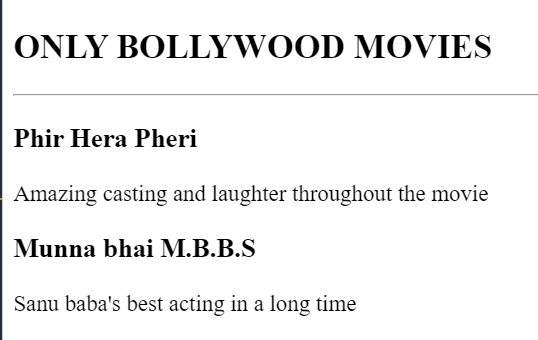 ONLY BOLLYWOOD MOVIES
Phir Hera Pheri
Amazing casting and laughter throughout the movie
Munna bhai M.B.B.S
Sanu baba's best acting in a long time